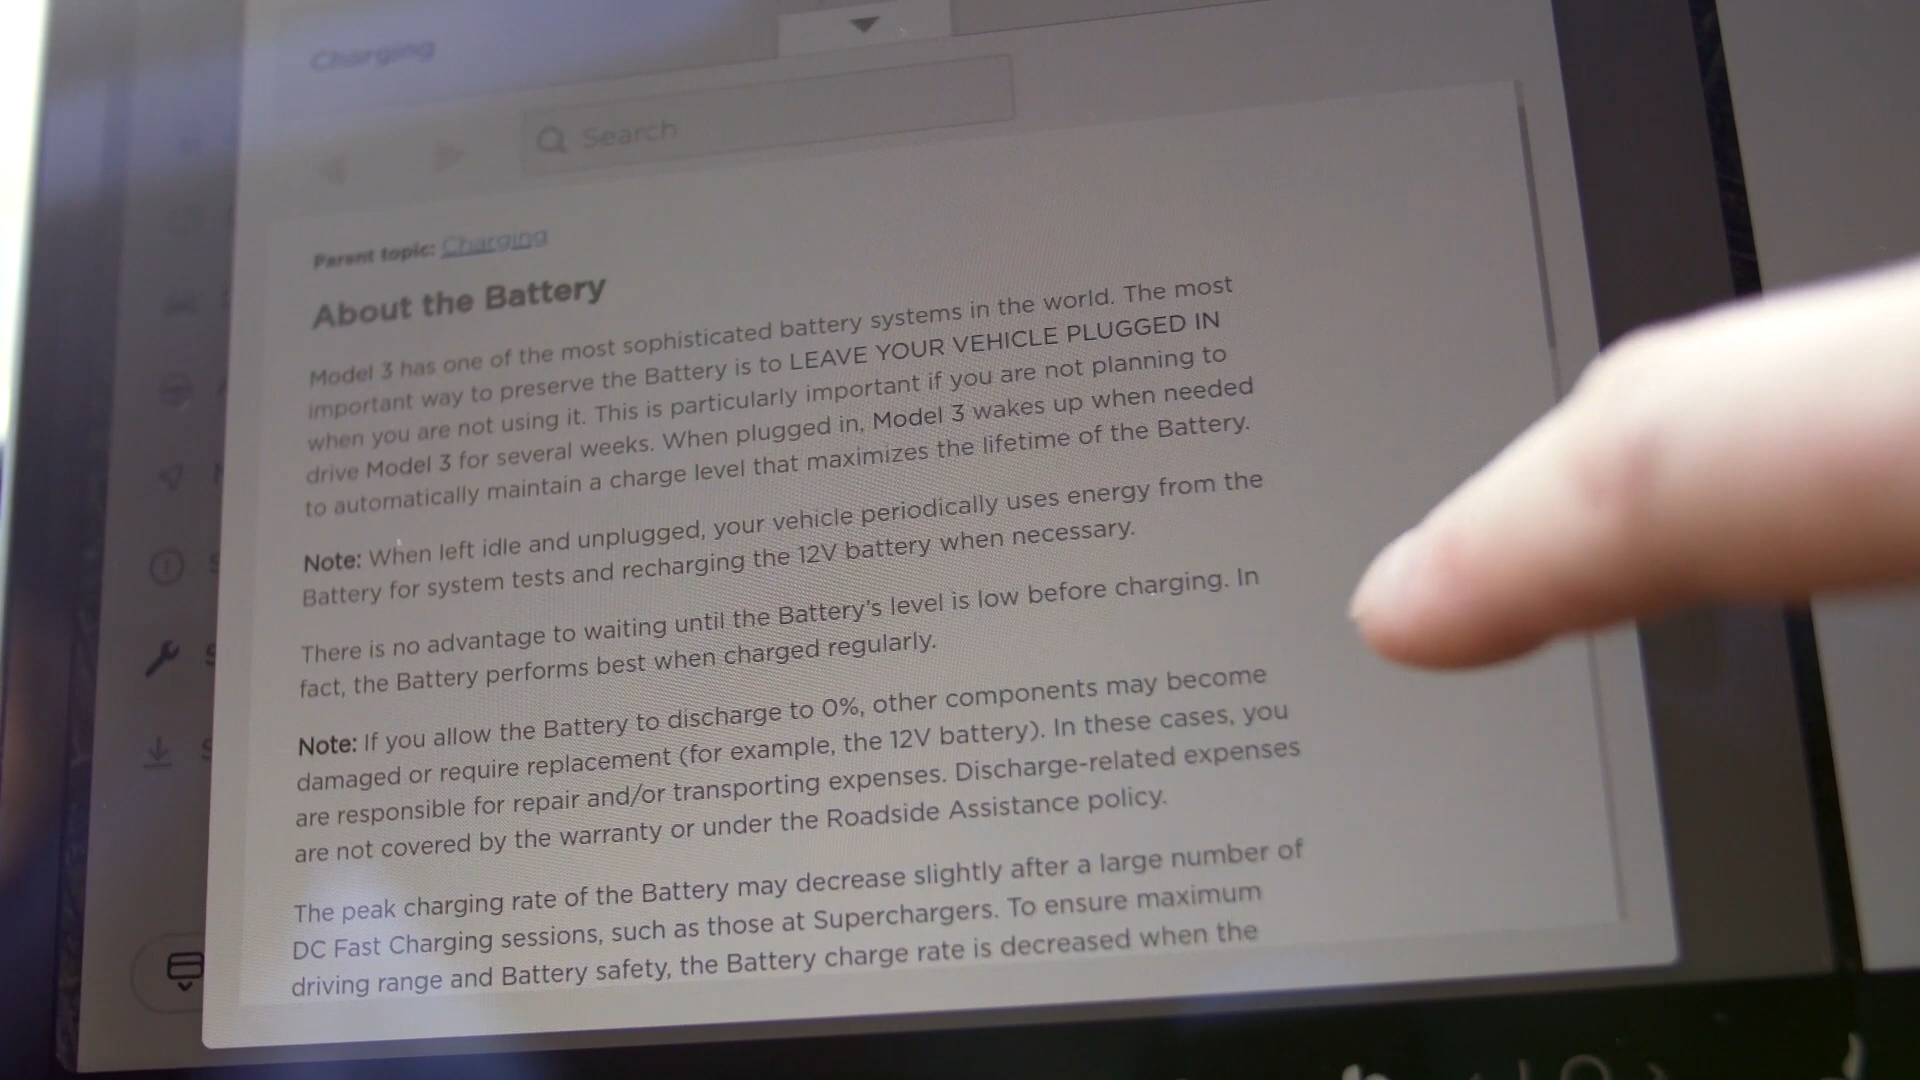 Charging
Search
Parent topic: Charging
About the Battery
Model 3 has one of the most sophisticated battery systems in the world. The most
important way to preserve the Battery is to LEAVE YOUR VEHICLE PLUGGED IN
when you are not using it. This is particularly important if you are not planning to
drive Model 3 for several weeks. When plugged in, Model 3 wakes up when needed
to automatically maintain a charge level that maximizes the lifetime of the Battery.
Note: When left idle and unplugged, your vehicle periodically uses energy from the
Battery for system tests and recharging the 12V battery when necessary.
There is no advantage to waiting until the Battery's level is low before charging. In
fact, the Battery performs best when charged regularly.
Note: If you allow the Battery to discharge to 0%, other components may become
damaged or require replacement (for example, the 12V battery). In these cases, you
are responsible for repair and/or transporting expenses. Discharge-related expenses
are not covered by the warranty or under the Roadside Assistance policy.
The peak charging rate of the Battery may decrease slightly after a large number of
DC Fast Charging sessions, such as those at Superchargers. To ensure maximum
driving range and Battery safety, the Battery charge rate is decreased when the